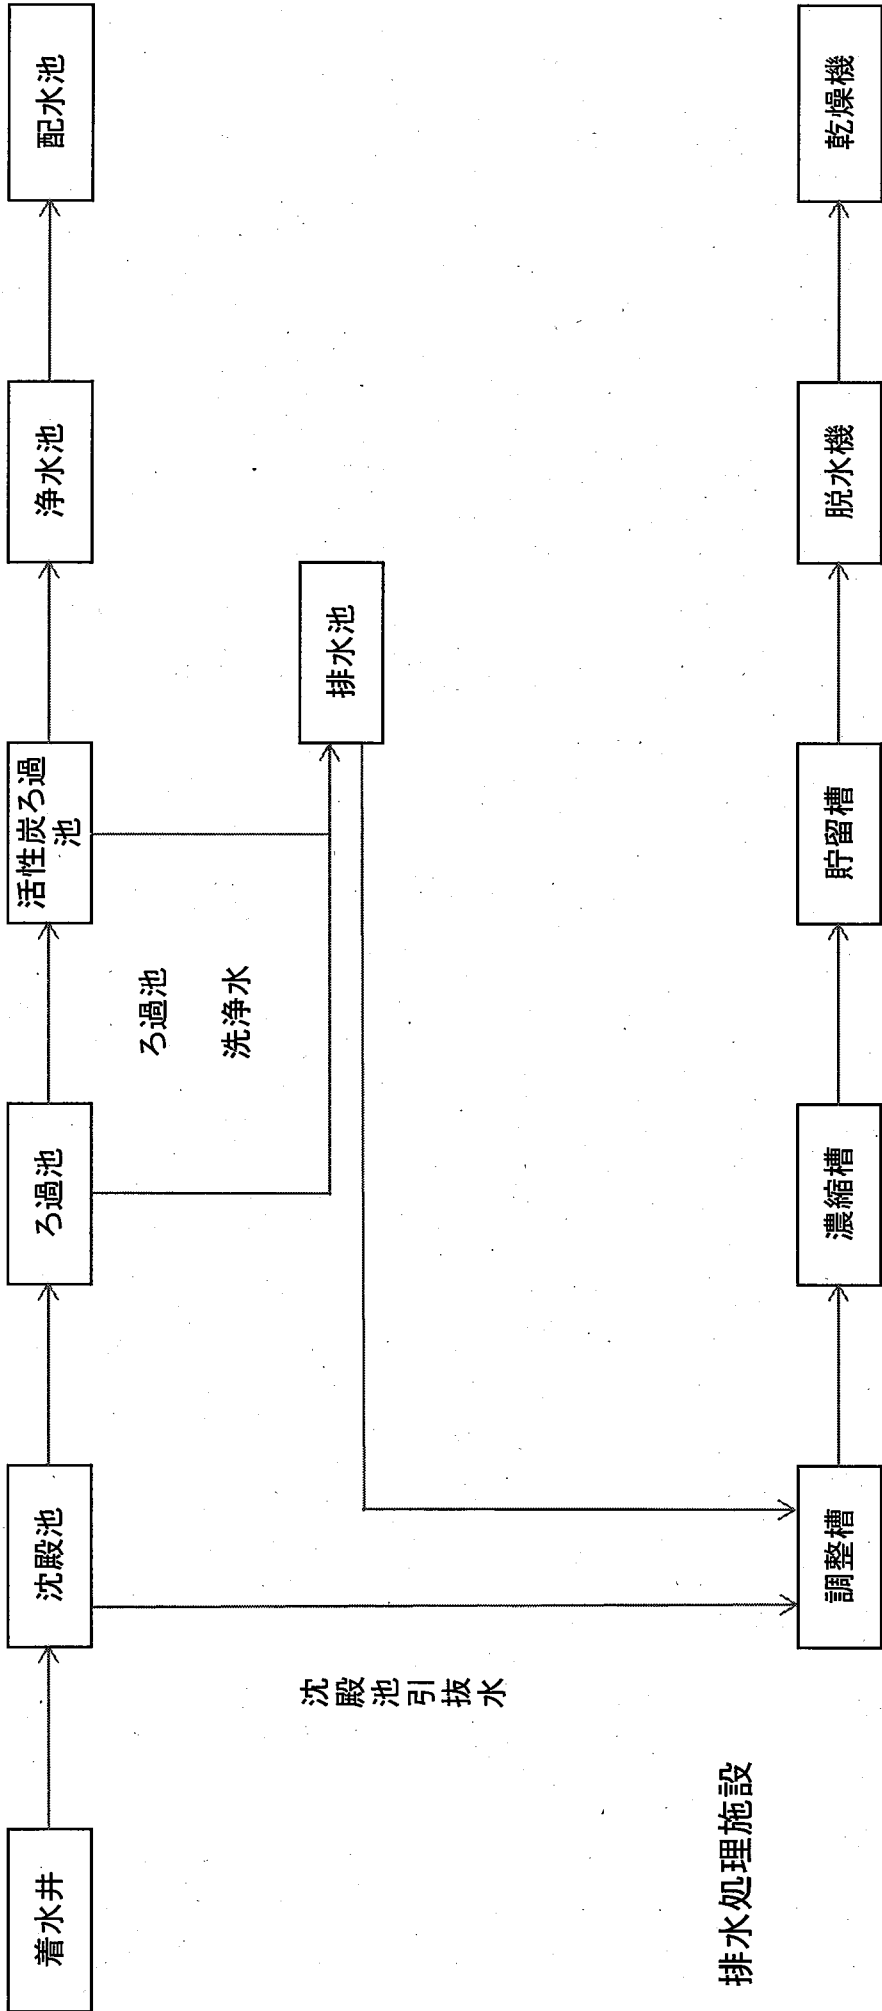 着水井
沈殿池
ろ過池
活性炭ろ過
池
浄水池
配水池
ろ過池
洗浄水
排水池
沈殿池引抜水
排水処理施設
調整槽
濃縮槽
貯留槽
脱水機
乾燥機